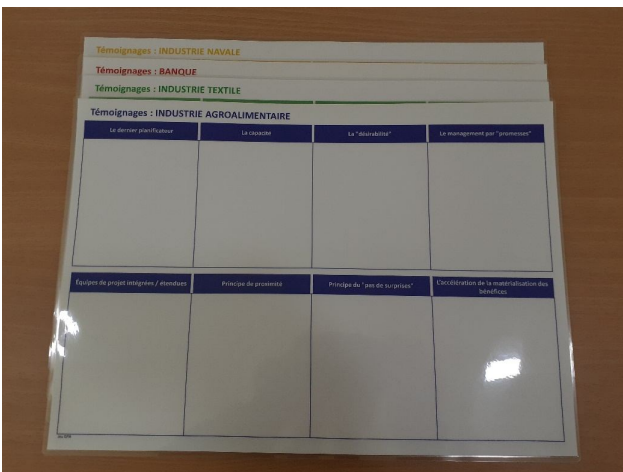 Témoignages : INDUSTRIE NAVALE
Témoignages : BANQUE
Témoignages : INDUSTRIE TEXTILE
Témoignages : INDUSTRIE AGROALIMENTAIRE
Le dernier planificateur
La capacité
La "désirabilité"
Le management par "promesses"
Équipes de projet intégrées / étendues
Principe de proximité
Principe du "pas de surprises"
L'accélération de la matérialisation des
bénéfices